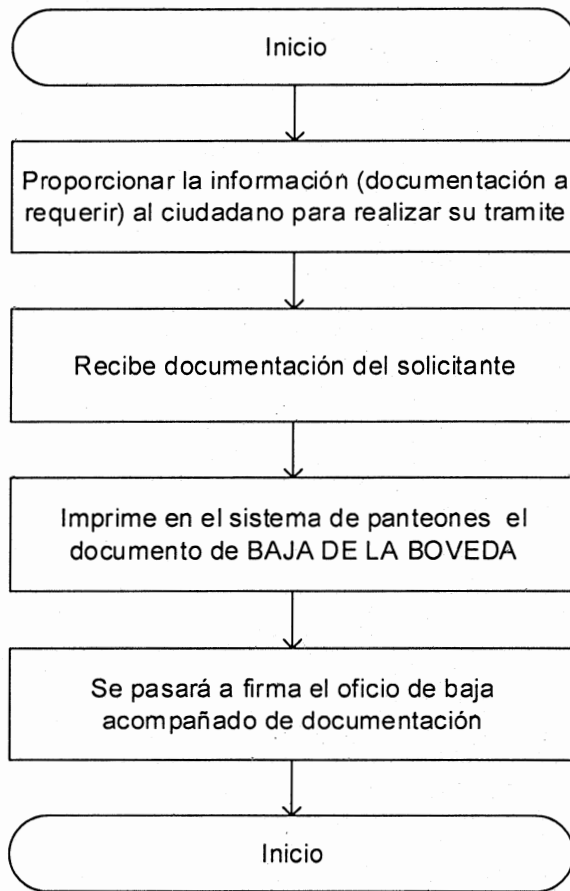 Inicio
Proporcionar la información (documentación a
requerir) al ciudadano para realizar su tramite
Recibe documentación del solicitante
Imprime en el sistema de panteones el
documento de BAJA DE LA BOVEDA
Se pasará a firma el oficio de baja
acompañado de documentación
Inicio